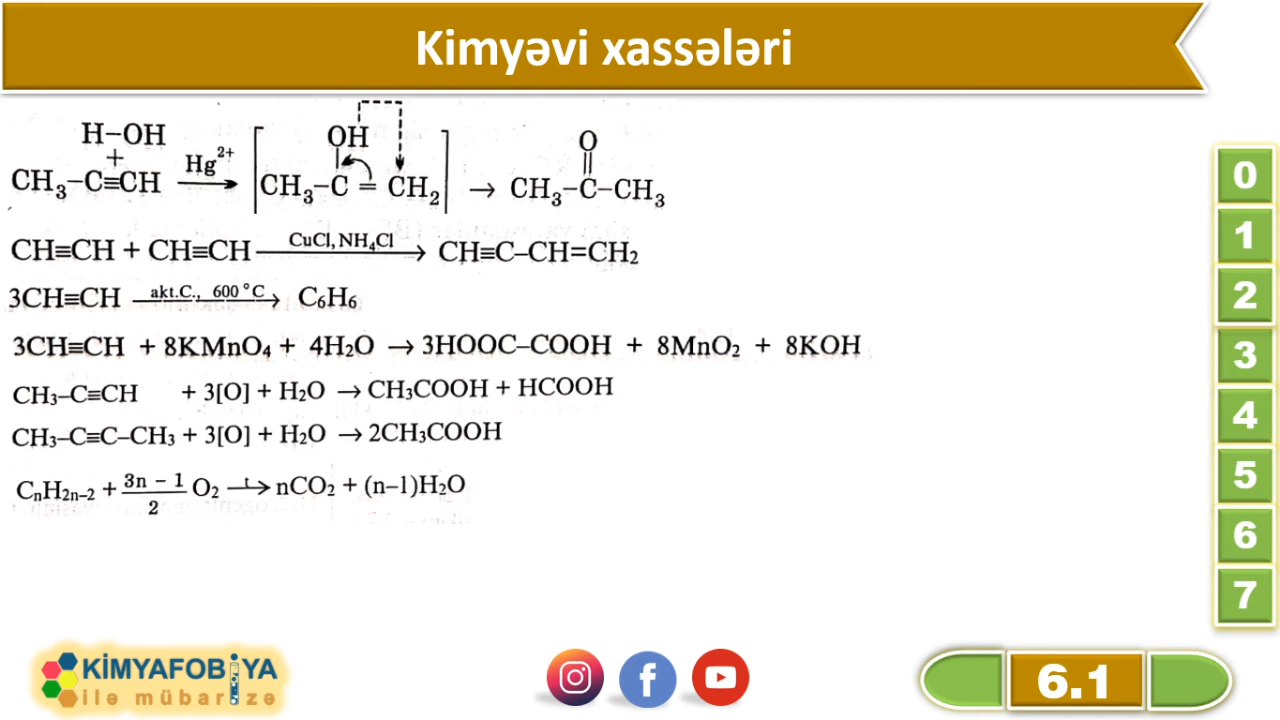 Kimyəvi xassələri
H–OH
+
CH₃–C≡CH
Hg²⁺
OH
CH₃–C = CH₂
→
O
CH₃–C–CH₃
CH≡CH + CH≡CH CuCl, NH₄Cl → CH≡C–CH=CH₂
3CH≡CH akt.C., 600 °C → C₆H₆
3CH≡CH + 8KMnO₄ + 4H₂O → 3HOOC–COOH + 8MnO₂ + 8KOH
CH₃–C≡CH + 3[O] + H₂O → CH₃COOH + HCOOH
CH₃–C≡C–CH₃ + 3[O] + H₂O → 2CH₃COOH
CₙH₂ₙ₋₂ + 3n – 1/2 O₂ t→ nCO₂ + (n–1)H₂O
0
1
2
3
4
5
6
7
KİMYAFOBİYA
ilə mübarizə
6.1